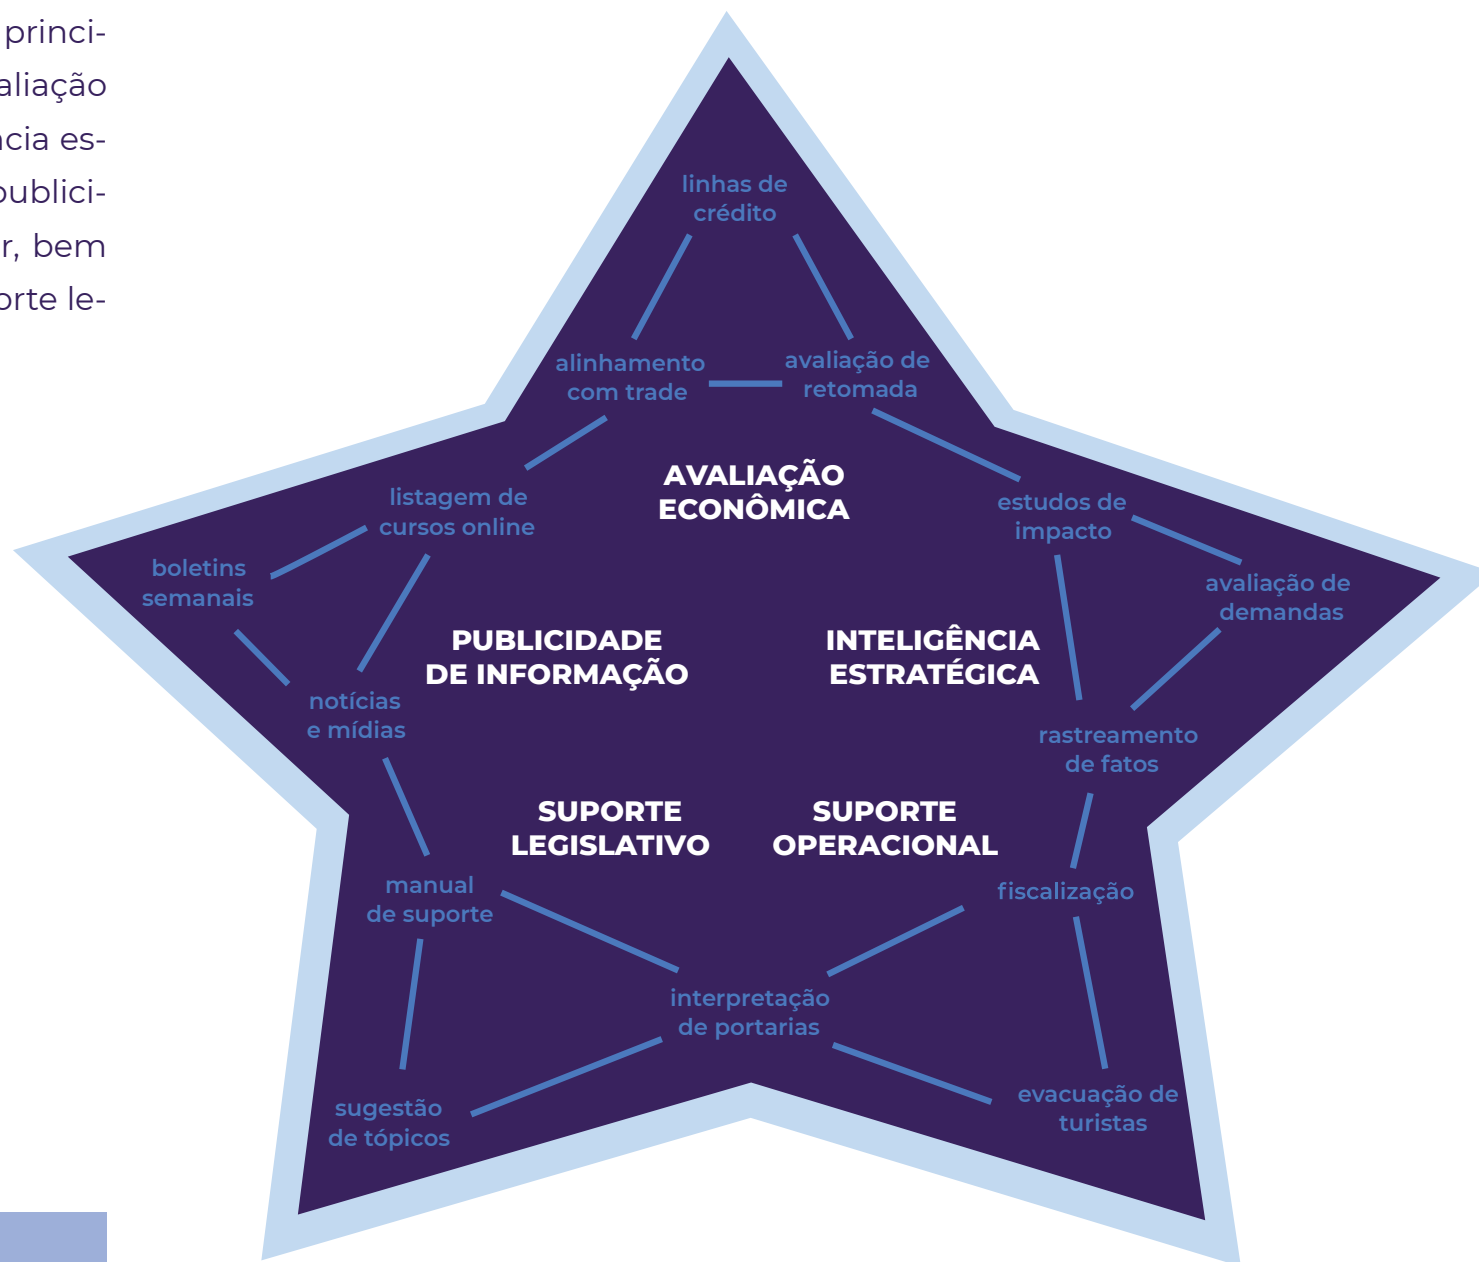 princi-
aliação
ncia es-
publici-
r, bem
orte le-
linhas de
crédito
alinhamento
com trade
avaliação de
retomada
AVALIAÇÃO
ECONÔMICA
listagem de
cursos online
estudos de
impacto
boletins
semanais
avaliação de
demandas
PUBLICIDADE
DE INFORMAÇÃO
INTELIGÊNCIA
ESTRATÉGICA
notícias
e mídias
rastreamento
de fatos
SUPORTE
LEGISLATIVO
SUPORTE
OPERACIONAL
manual
de suporte
fiscalização
interpretação
de portarias
sugestão
de tópicos
evacuação de
turistas